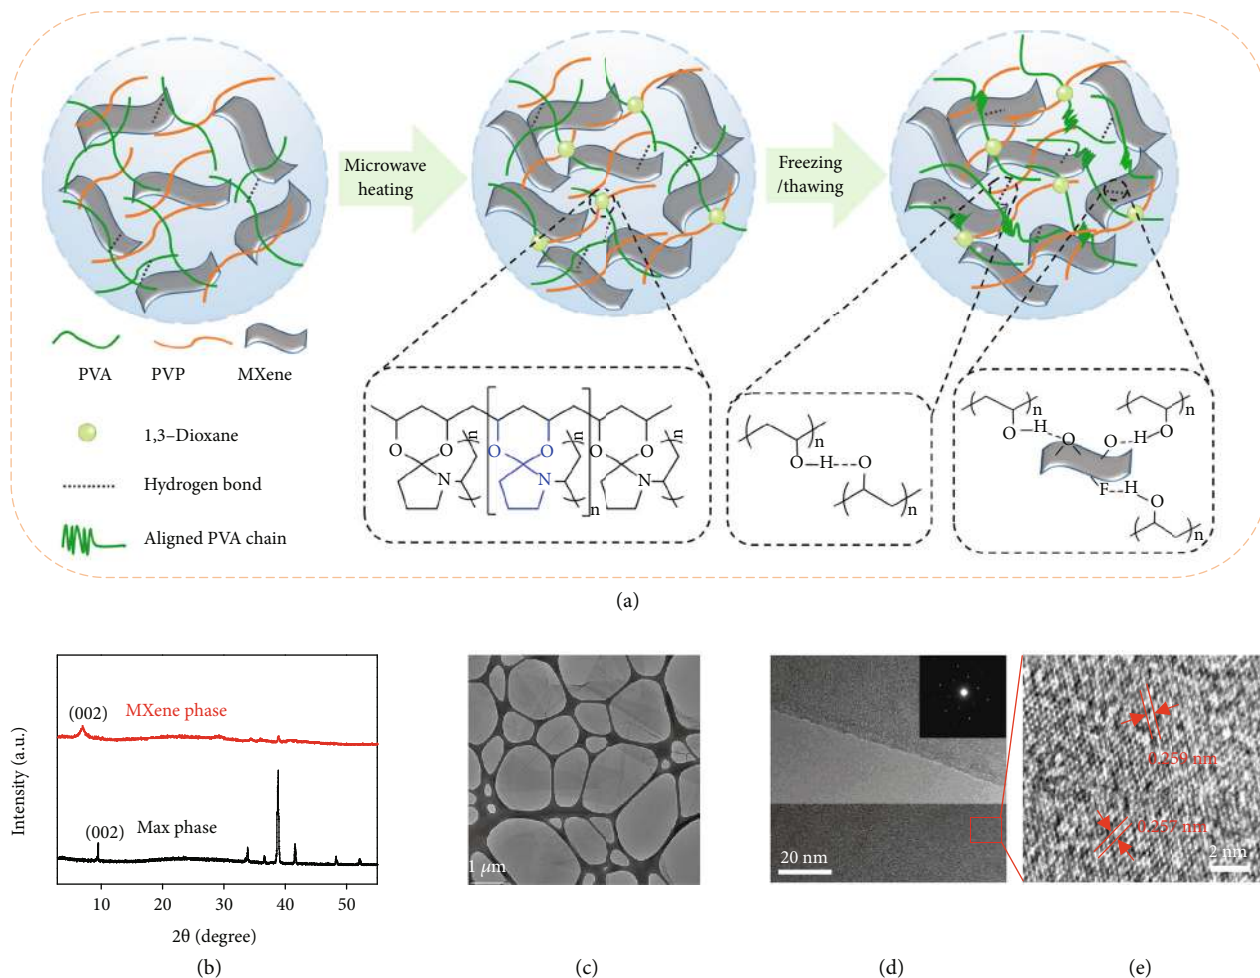 Microwave
heating
Freezing
/thawing
PVA
PVP
MXene
1,3–Dioxane
Hydrogen bond
Aligned PVA chain
n
O
O
O
O
O
O
N
N
N
n
n
n
n
n
O
H
O
n
n
O
H
O
O
H
O
n
F
H
O
n
(a)
(002)
MXene phase
(002)
Max phase
Intensity (a.u.)
10
20
30
40
50
2θ (degree)
(b)
1 μm
(c)
20 nm
(d)
0.259 nm
0.257 nm
2 nm
(e)